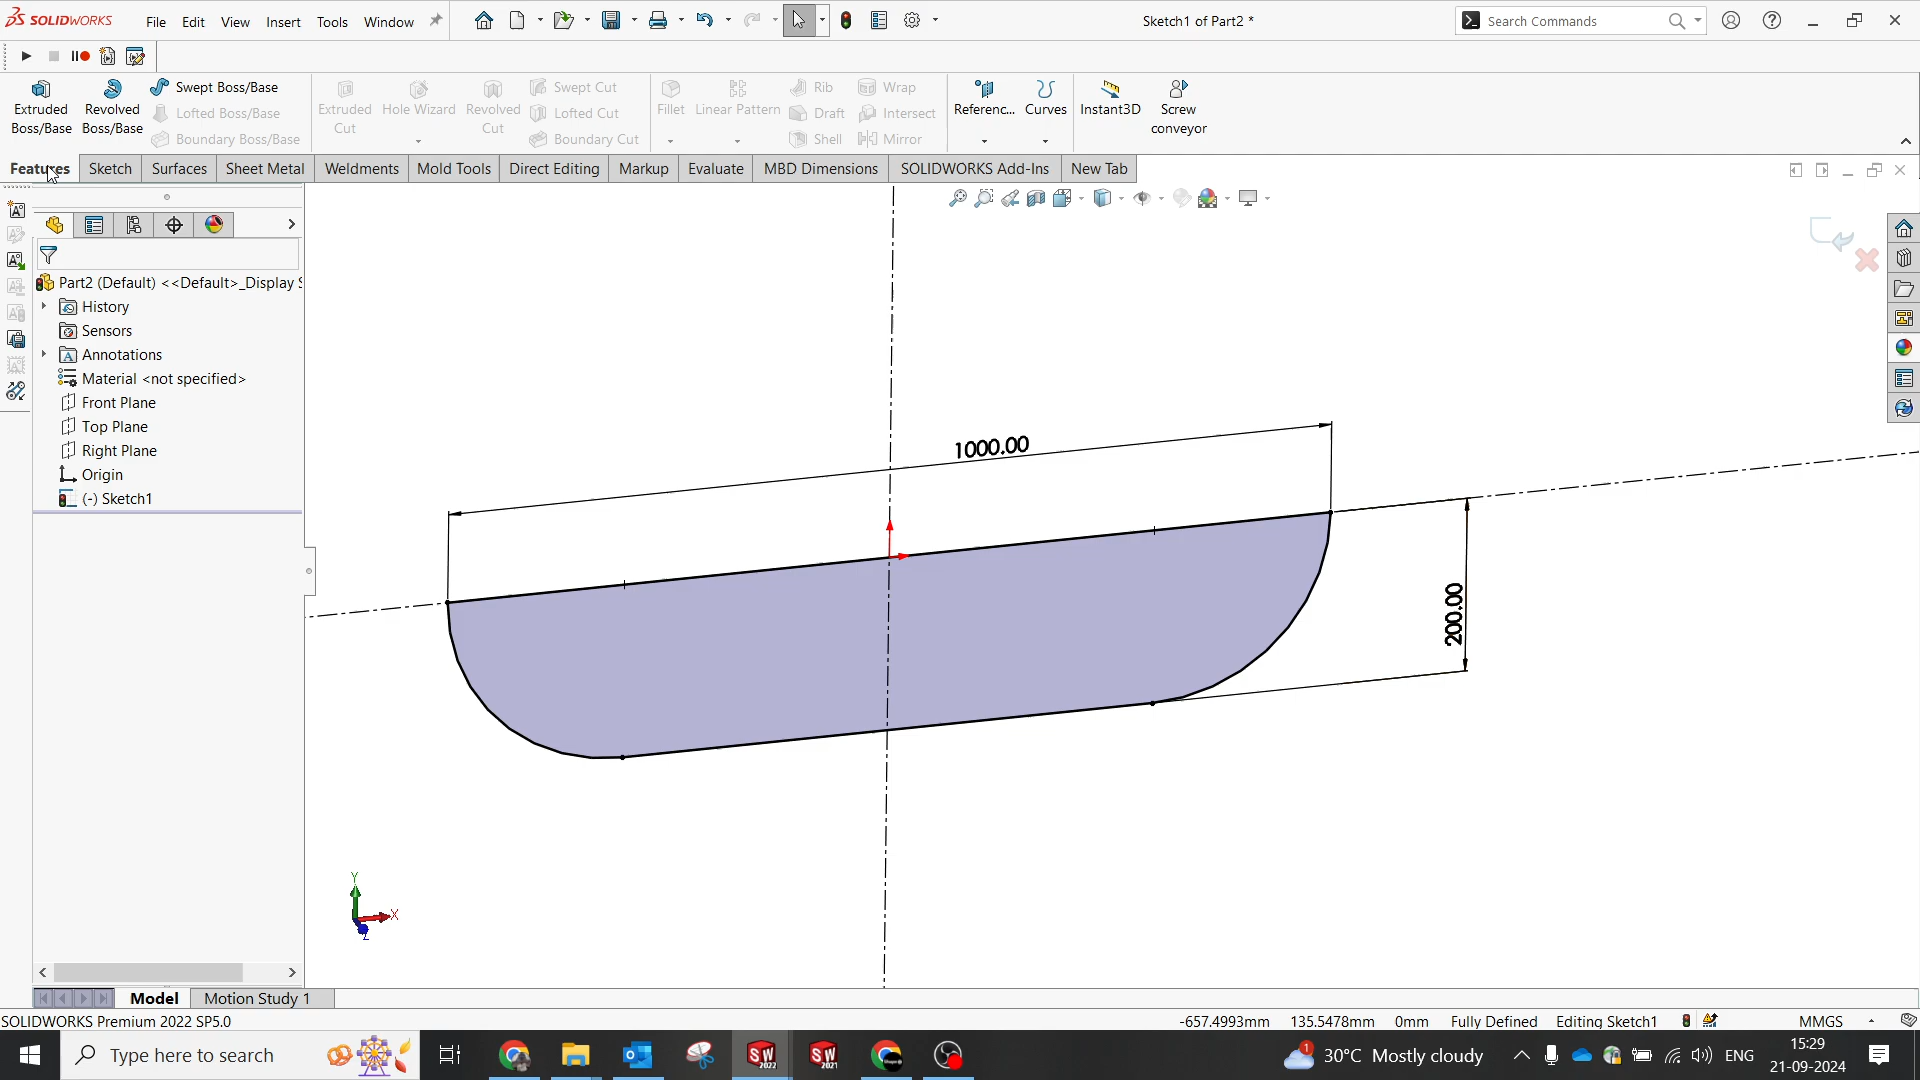 SOLIDWORKS File Edit View Insert Tools Window Sketch1 of Part2 * Search Commands
Extruded Boss/Base Revolved Boss/Base Swept Boss/Base Lofted Boss/Base Boundary Boss/Base Extruded Cut Hole Wizard Revolved Cut Swept Cut Lofted Cut Boundary Cut Fillet Linear Pattern Rib Draft Shell Wrap Intersect Mirror Referenc... Curves Instant3D Screw conveyor
Features Sketch Surfaces Sheet Metal Weldments Mold Tools Direct Editing Markup Evaluate MBD Dimensions SOLIDWORKS Add-Ins New Tab
Part2 (Default) <<Default>_Display S
History
Sensors
Annotations
Material <not specified>
Front Plane
Top Plane
Right Plane
Origin
(-) Sketch1
1000.00
200.00
Y
X
Z
Model Motion Study 1
SOLIDWORKS Premium 2022 SP5.0 -657.4993mm 135.5478mm 0mm Fully Defined Editing Sketch1 MMGS
Type here to search 30°C Mostly cloudy ENG 15:29
21-09-2024